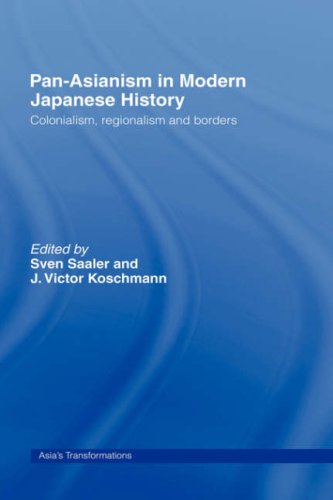 Pan-Asianism in Modern
Japanese History
Colonialism, regionalism and borders
Edited by
Sven Saaler and
J. Victor Koschmann
Asia's Transformations